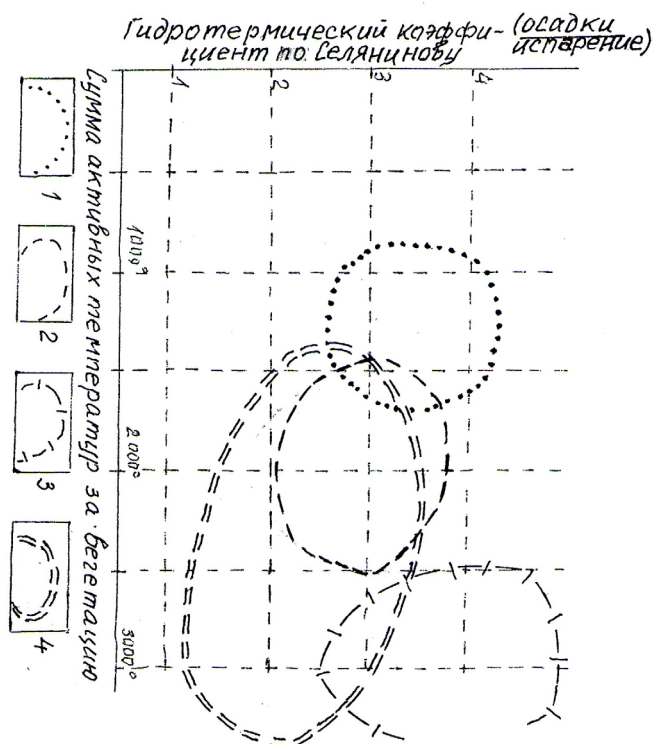 Гидротермический коэффи-
циент по Селянинову
(осадки
испарение)
1
2
3
4
1000°
2000°
3000°
Сумма активных температур за вегетацию
1
2
3
4